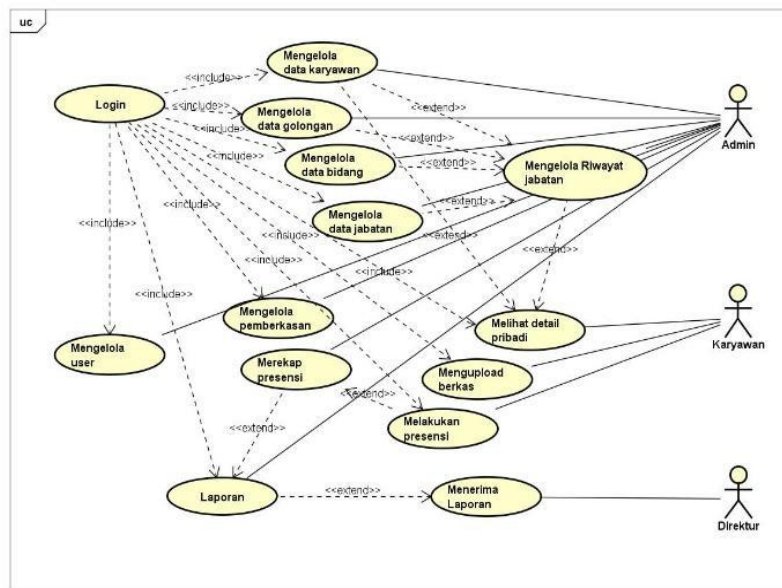 uc
Mengelola
data karyawan
<<include>>
Login
<<include>>
Mengelola
data golongan
<<extend>>
Admin
<<include>>
<<extend>>
Mengelola
data bidang
<<include>>
<<extend>>
Mengelola Riwayat
jabatan
Mengelola
data jabatan
<<extend>>
<<include>>
<<include>>
<<include>>
<<extend>>
<<include>>
<<include>>
<<extend>>
<<include>>
Mengelola
pemberkasan
Melihat detail
pribadi
Karyawan
Mengelola
user
Merekap
presensi
Mengupload
berkas
<<extend>>
Melakukan
presensi
<<extend>>
Laporan
<<extend>>
Menerima
Laporan
Direktur